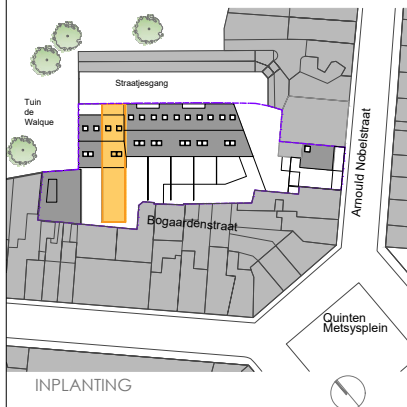 Straatjesgang
Tuin
de
Walque
Arnould Nobelstraat
Bogaardenstraat
Quinten
Metsysplein
INPLANTING